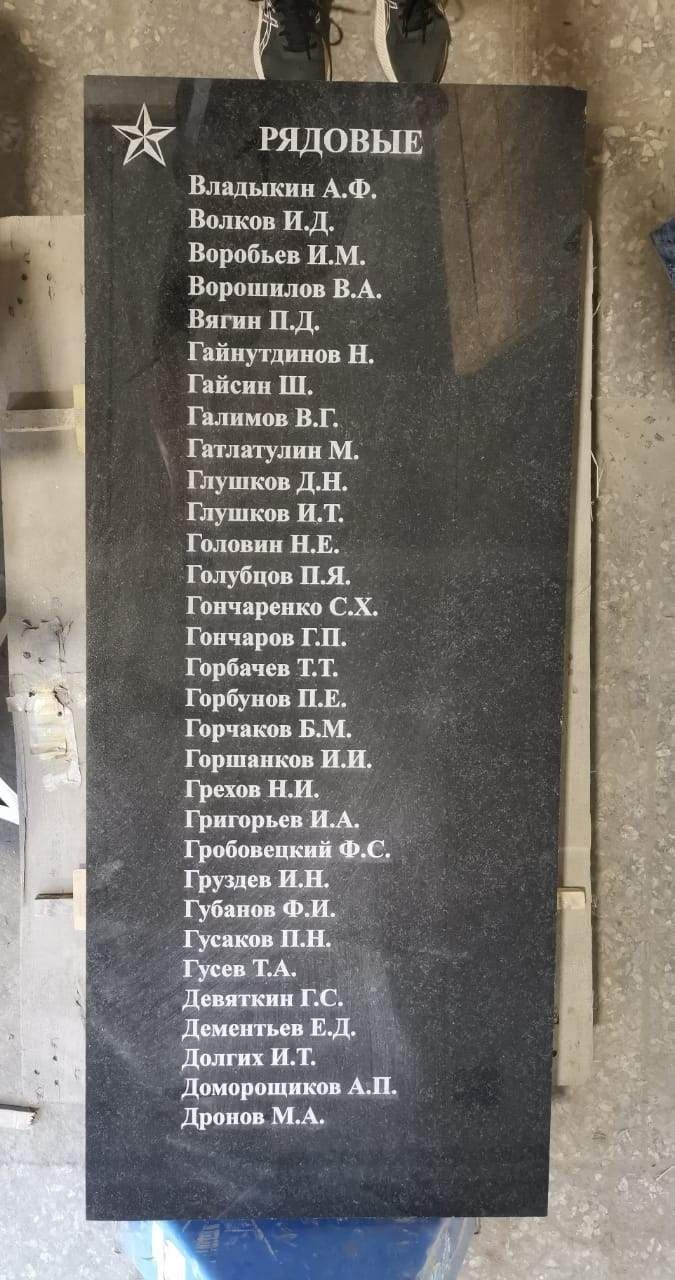 РЯДОВЫЕ
Владыкин А.Ф.
Волков И.Д.
Воробьев И.М.
Ворошилов В.А.
Вягин П.Д.
Гайнутдинов Н.
Гайсин Ш.
Галимов В.Г.
Гатлатулин М.
Глушков Д.Н.
Глушков И.Т.
Головин Н.Е.
Голубцов П.Я.
Гончаренко С.Х.
Гончаров Г.П.
Горбачев Т.Т.
Горбунов П.Е.
Горчаков Б.М.
Горшанков И.И.
Грехов Н.И.
Григорьев И.А.
Гробовецкий Ф.С.
Груздев И.Н.
Губанов Ф.И.
Гусаков П.Н.
Гусев Т.А.
Девяткин Г.С.
Дементьев Е.Д.
Долгих И.Т.
Доморощиков А.П.
Дронов М.А.